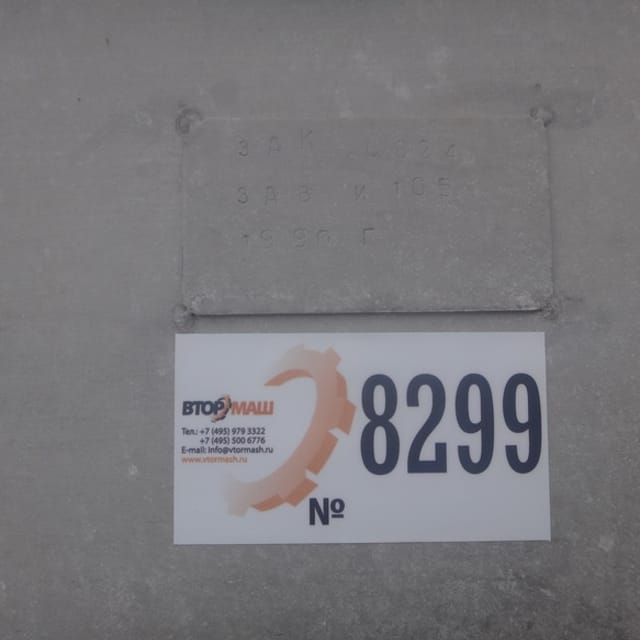 ЗАК
ЗАВ И 105
1990 Г
ВТОРМАШ
Тел.: +7 (495) 979 3322
+7 (495) 500 6776
E-mail: info@vtormash.ru
www.vtormash.ru
№
8299